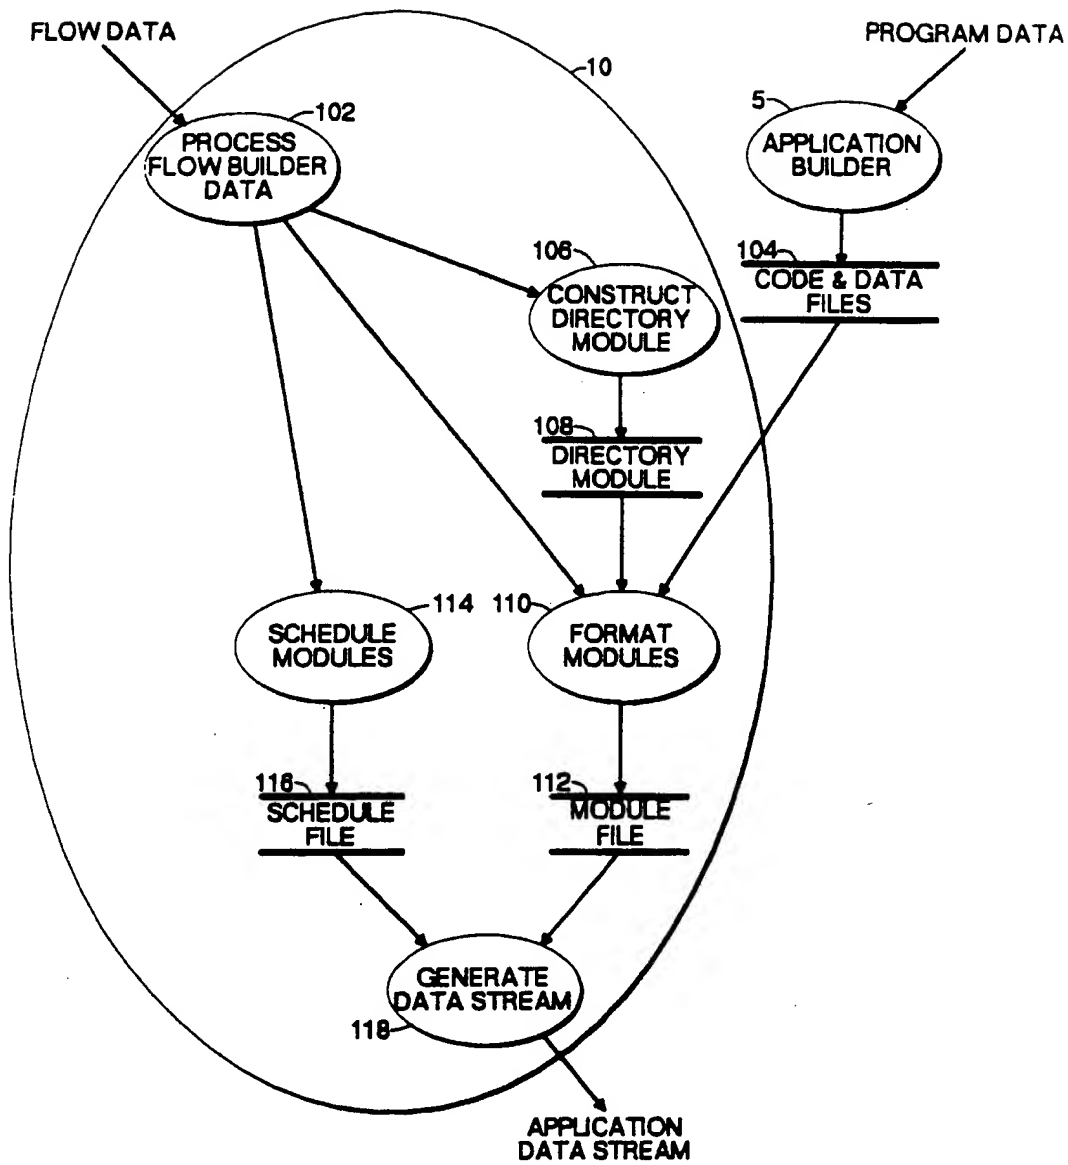 FLOW DATA
PROGRAM DATA
10
102
PROCESS
FLOW BUILDER
DATA
5
APPLICATION
BUILDER
104
CODE & DATA
FILES
106
CONSTRUCT
DIRECTORY
MODULE
108
DIRECTORY
MODULE
114
SCHEDULE
MODULES
110
FORMAT
MODULES
116
SCHEDULE
FILE
112
MODULE
FILE
GENERATE
DATA STREAM
118
APPLICATION
DATA STREAM